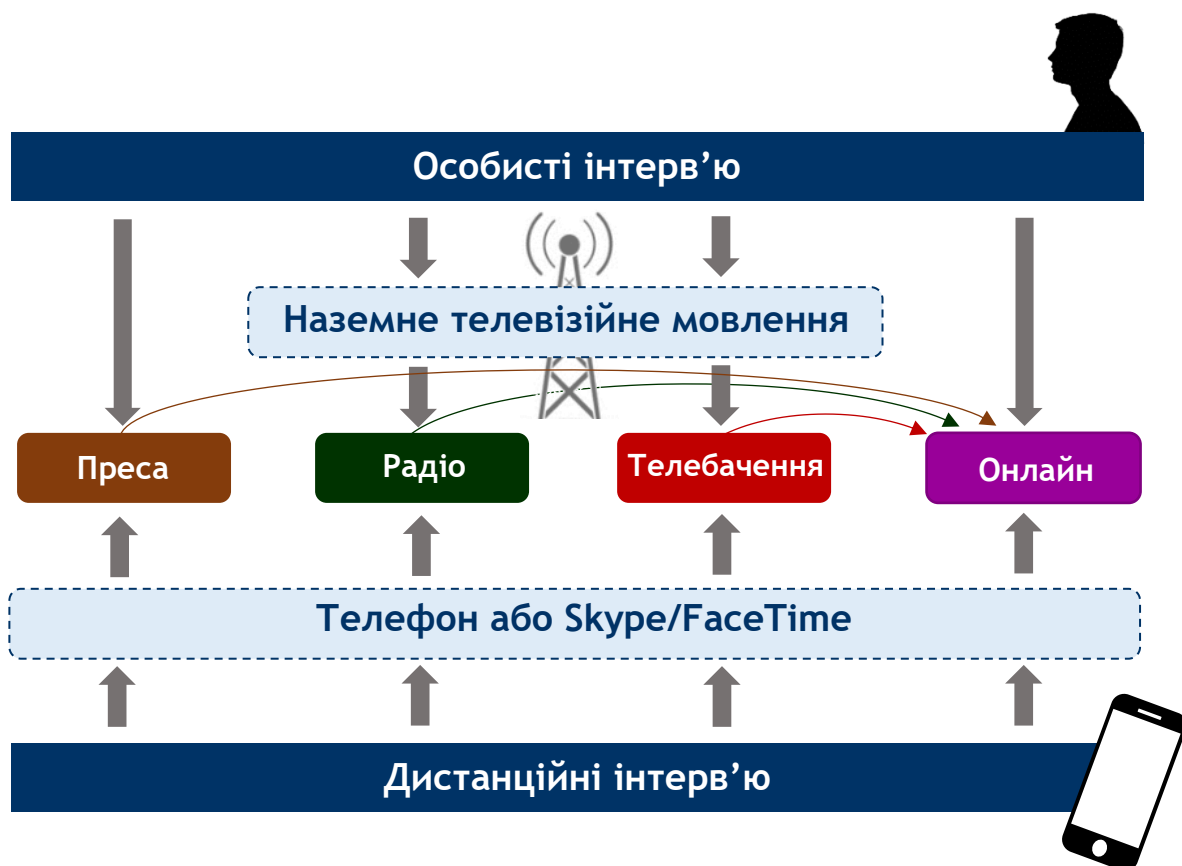 Особисті інтерв’ю
Наземне телевізійне мовлення
Преса
Радіо
Телебачення
Онлайн
Телефон або Skype/FaceTime
Дистанційні інтерв’ю